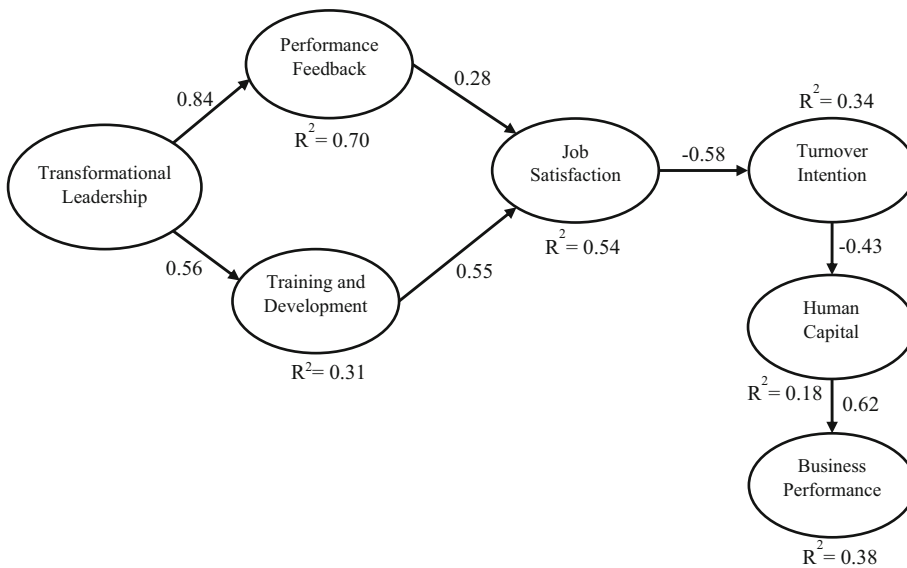 Performance
Feedback
0.84
0.28
R²= 0.70
Transformational
Leadership
0.56
Training and
Development
0.55
R²= 0.31
Job
Satisfaction
R²= 0.54
-0.58
R²= 0.34
Turnover
Intention
-0.43
Human
Capital
R²= 0.18
0.62
Business
Performance
R²= 0.38